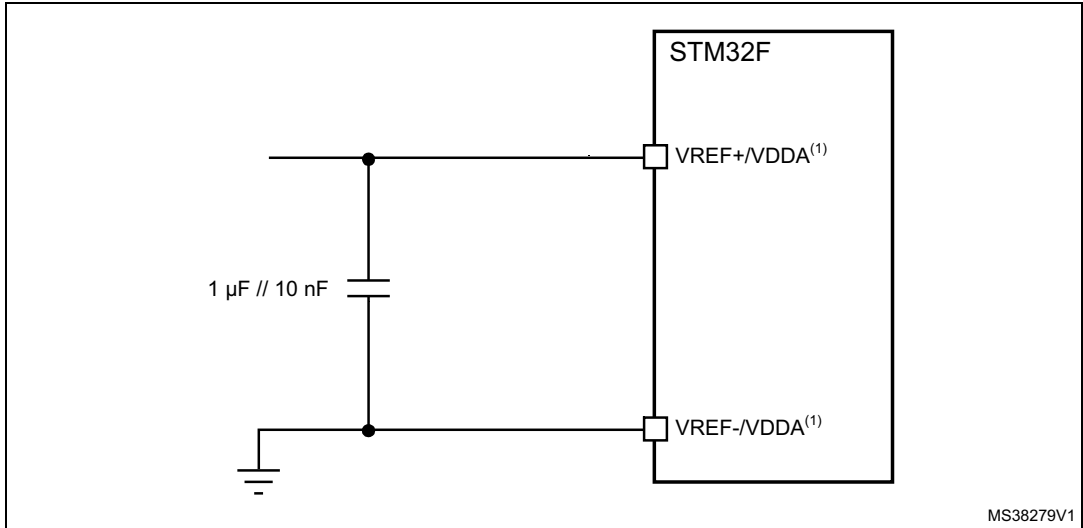 STM32F
VREF+/VDDA(1)
1 µF // 10 nF
VREF-/VDDA(1)
MS38279V1